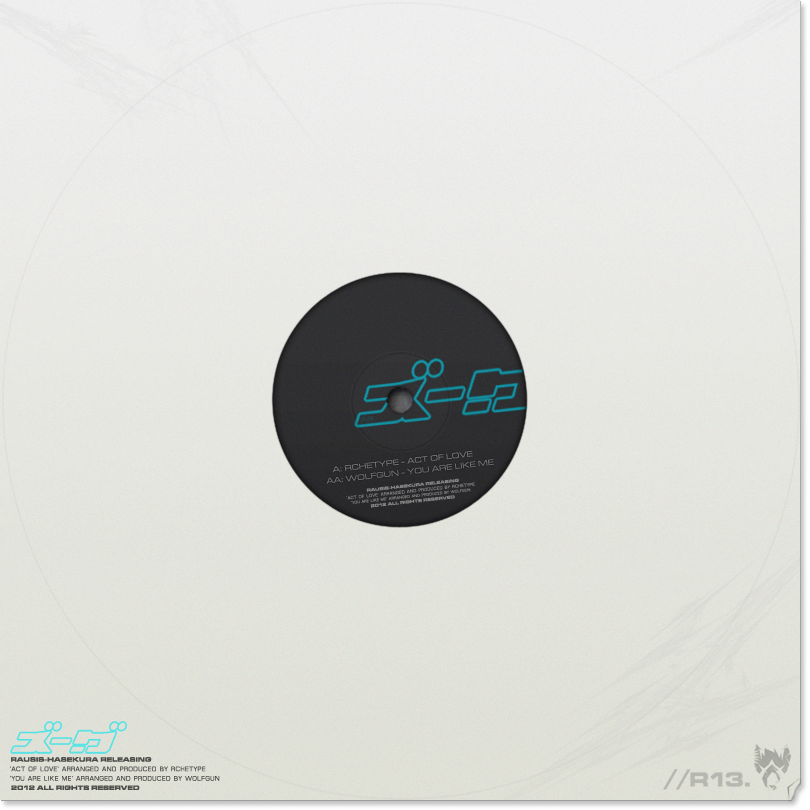 ズーグ
A: RCHETYPE - ACT OF LOVE
AA: WOLFGUN - YOU ARE LIKE ME
RAUSIS-HASEKURA RELEASING
'ACT OF LOVE' ARRANGED AND PRODUCED BY RCHETYPE
'YOU ARE LIKE ME' ARRANGED AND PRODUCED BY WOLFGUN
2012 ALL RIGHTS RESERVED
ズーグ
RAUSIS-HASEKURA RELEASING
'ACT OF LOVE' ARRANGED AND PRODUCED BY RCHETYPE
'YOU ARE LIKE ME' ARRANGED AND PRODUCED BY WOLFGUN
2012 ALL RIGHTS RESERVED
//R13.